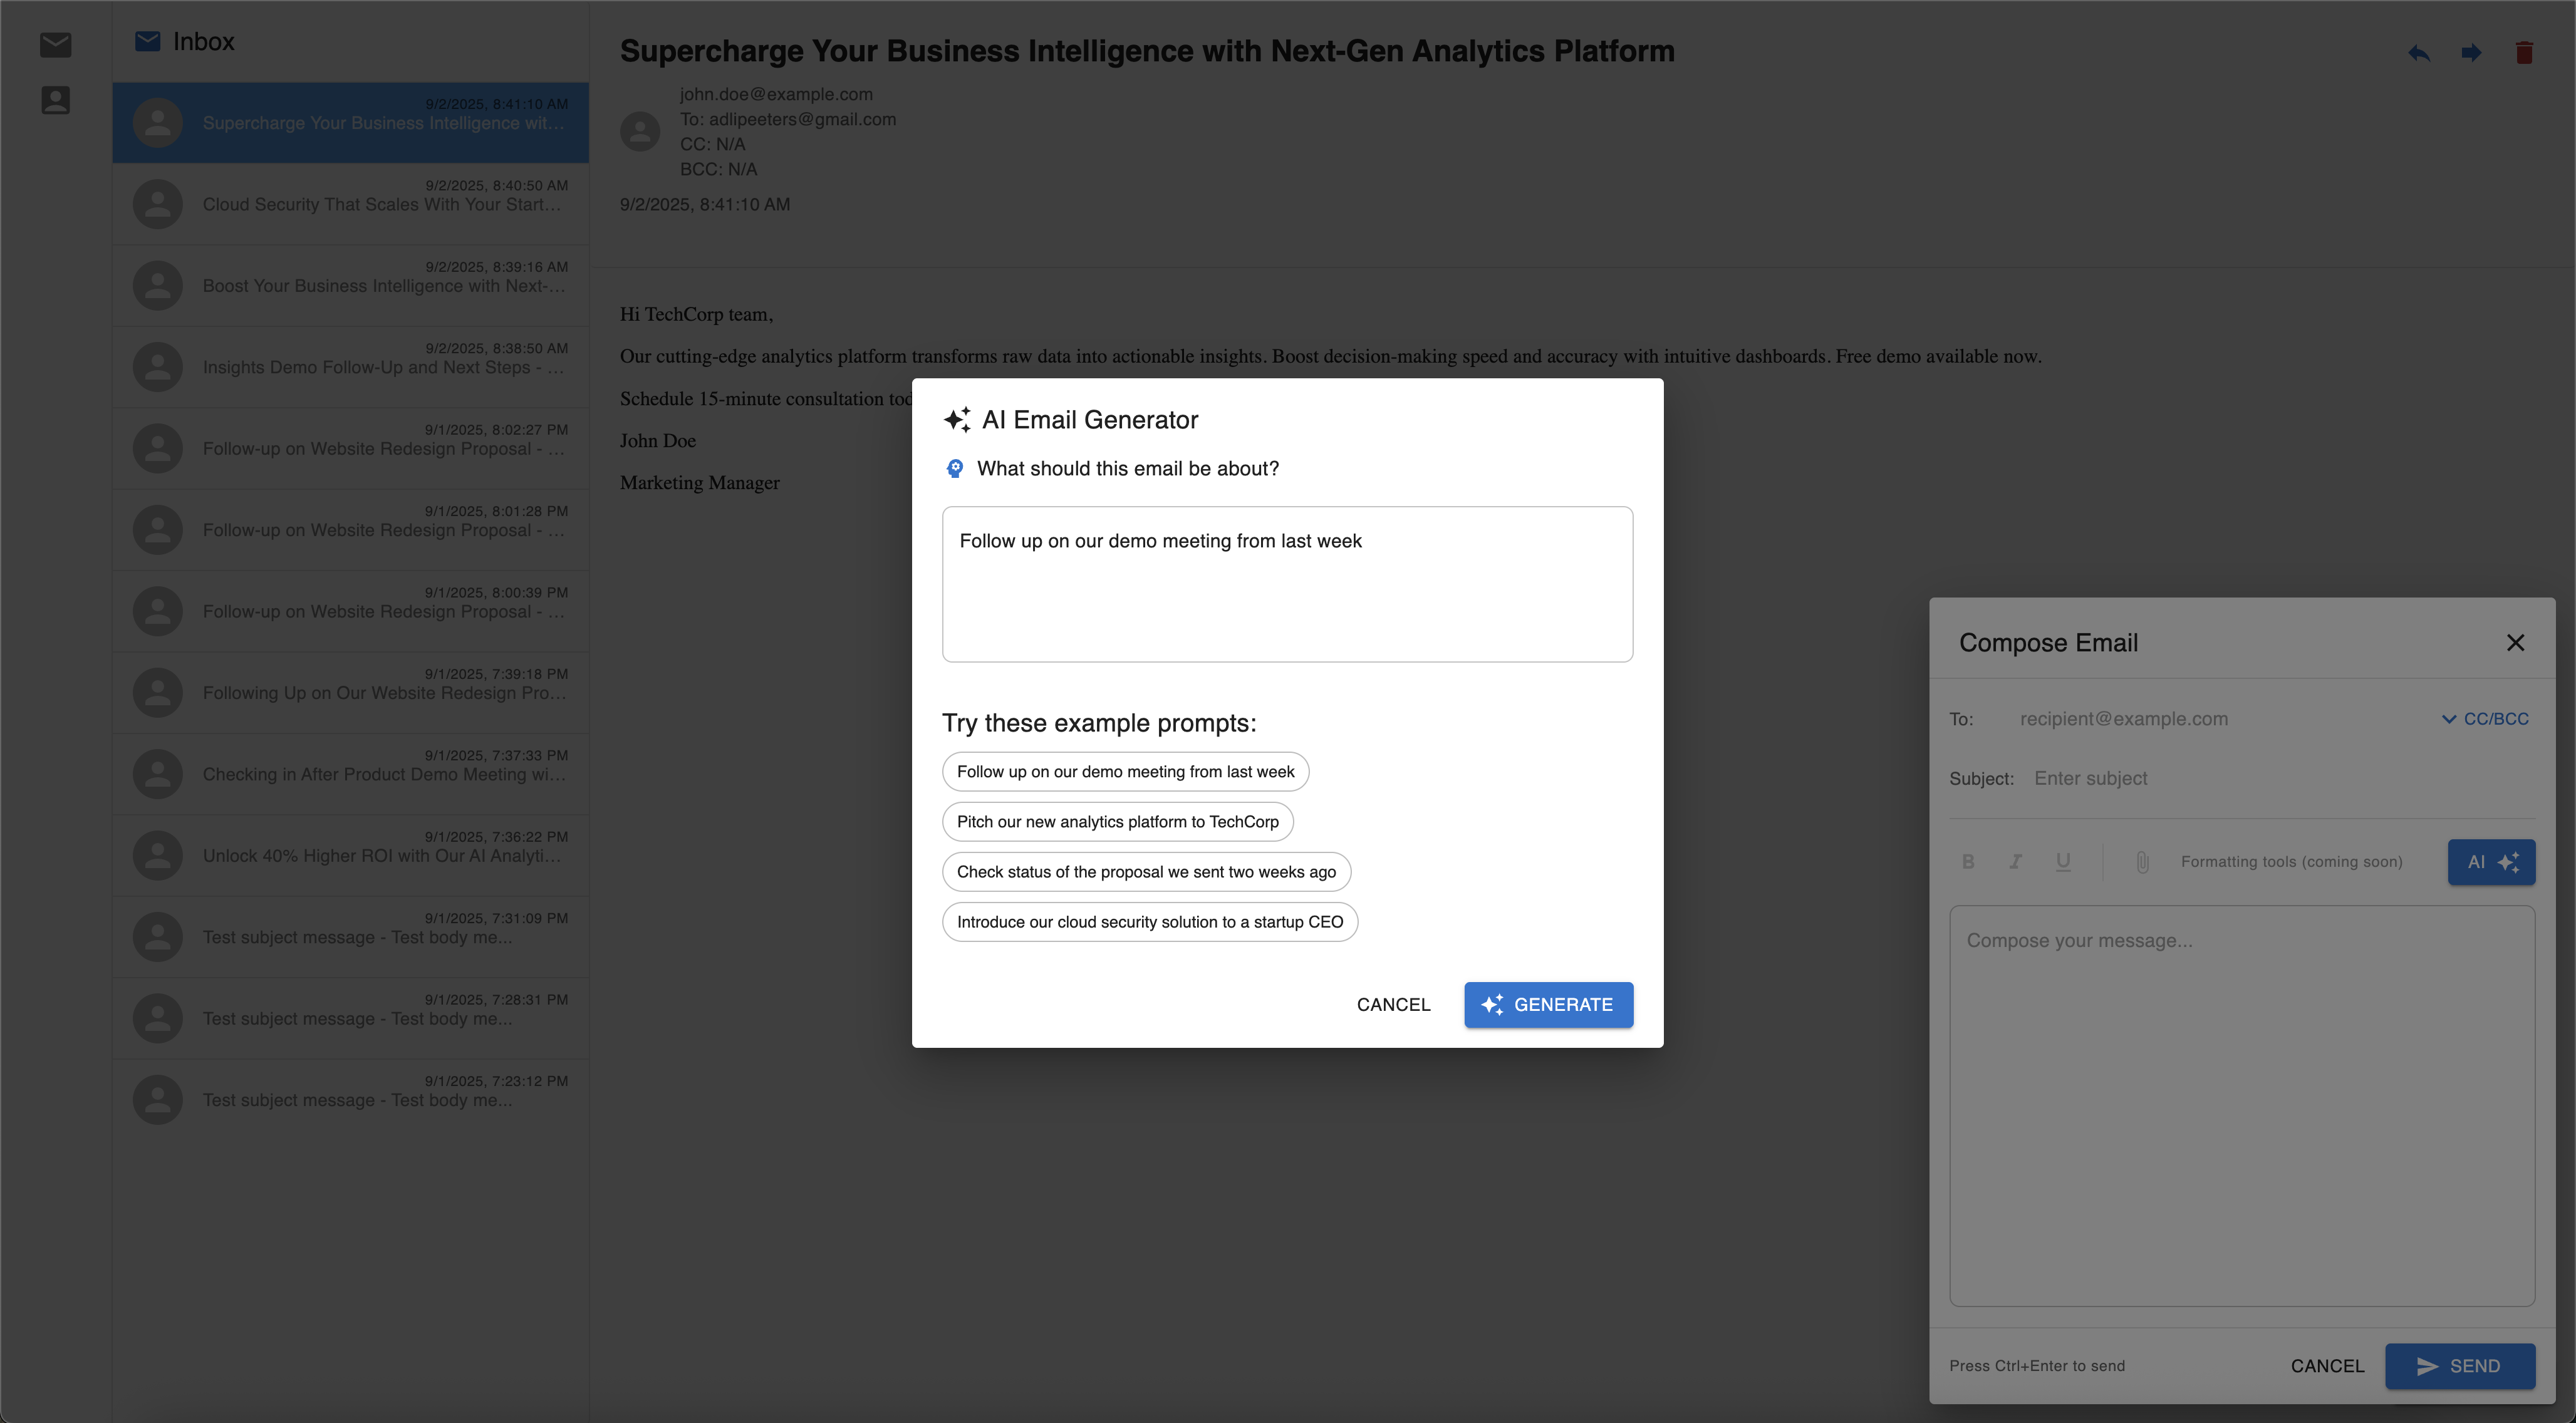 Inbox
9/2/2025, 8:41:10 AM
Supercharge Your Business Intelligence wit...
9/2/2025, 8:40:50 AM
Cloud Security That Scales With Your Start...
9/2/2025, 8:39:16 AM
Boost Your Business Intelligence with Next-...
9/2/2025, 8:38:50 AM
Insights Demo Follow-Up and Next Steps - ...
9/1/2025, 8:02:27 PM
Follow-up on Website Redesign Proposal - ...
9/1/2025, 8:01:28 PM
Follow-up on Website Redesign Proposal - ...
9/1/2025, 8:00:39 PM
Follow-up on Website Redesign Proposal - ...
9/1/2025, 7:39:18 PM
Following Up on Our Website Redesign Pro...
9/1/2025, 7:37:33 PM
Checking in After Product Demo Meeting wi...
9/1/2025, 7:36:22 PM
Unlock 40% Higher ROI with Our AI Analyti...
9/1/2025, 7:31:09 PM
Test subject message - Test body me...
9/1/2025, 7:28:31 PM
Test subject message - Test body me...
9/1/2025, 7:23:12 PM
Test subject message - Test body me...
Supercharge Your Business Intelligence with Next-Gen Analytics Platform
john.doe@example.com
To: adlipeeters@gmail.com
CC: N/A
BCC: N/A
9/2/2025, 8:41:10 AM
Hi TechCorp team,
Our cutting-edge analytics platform transforms raw data into actionable insights. Boost decision-making speed and accuracy with intuitive dashboards. Free demo available now.
Schedule 15-minute consultation
John Doe
Marketing Manager
AI Email Generator
What should this email be about?
Follow up on our demo meeting from last week
Try these example prompts:
Follow up on our demo meeting from last week
Pitch our new analytics platform to TechCorp
Check status of the proposal we sent two weeks ago
Introduce our cloud security solution to a startup CEO
CANCEL GENERATE
Compose Email
To: recipient@example.com CC/BCC
Subject: Enter subject
B I U Formatting tools (coming soon) AI
Compose your message...
Press Ctrl+Enter to send CANCEL SEND